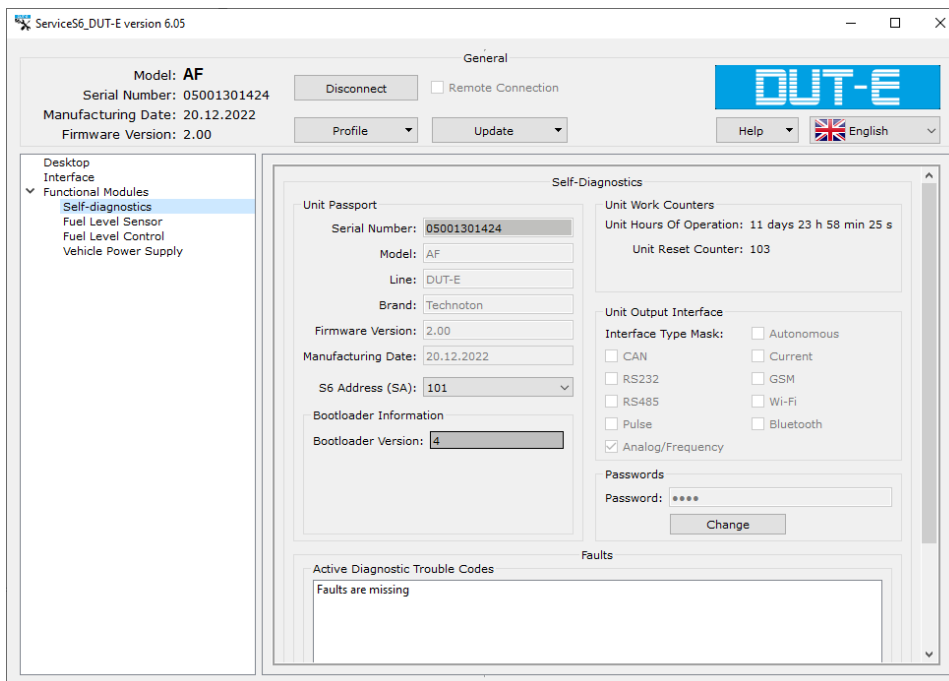 ServiceS6_DUT-E version 6.05
General
Model: AF
Serial Number: 05001301424
Manufacturing Date: 20.12.2022
Firmware Version: 2.00
Disconnect
Remote Connection
Profile
Update
DUT-E
Help
English
Desktop
Interface
Functional Modules
Self-diagnostics
Fuel Level Sensor
Fuel Level Control
Vehicle Power Supply
Self-Diagnostics
Unit Passport
Serial Number: 05001301424
Model: AF
Line: DUT-E
Brand: Technoton
Firmware Version: 2.00
Manufacturing Date: 20.12.2022
S6 Address (SA): 101
Bootloader Information
Bootloader Version: 4
Unit Work Counters
Unit Hours Of Operation: 11 days 23 h 58 min 25 s
Unit Reset Counter: 103
Unit Output Interface
Interface Type Mask:
Autonomous
CAN
Current
RS232
GSM
RS485
Wi-Fi
Pulse
Bluetooth
Analog/Frequency
Passwords
Password: ●●●●
Change
Faults
Active Diagnostic Trouble Codes
Faults are missing